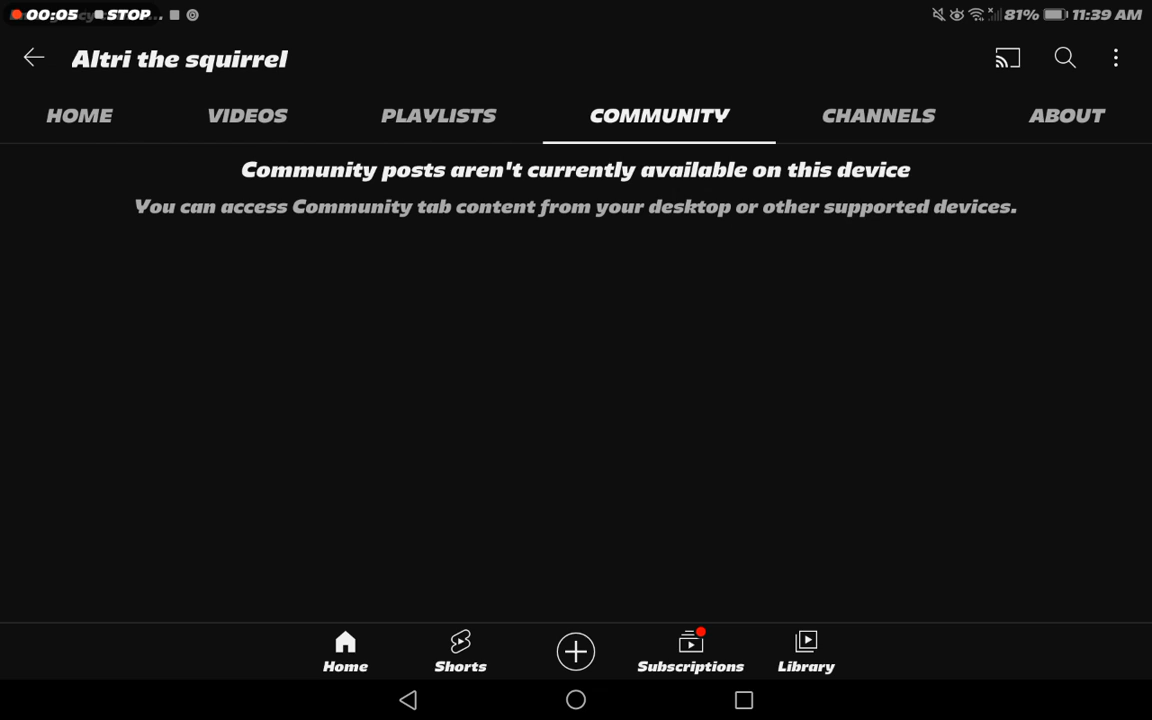 00:05 STOP 81% 11:39 AM
Altri the squirrel
HOME VIDEOS PLAYLISTS COMMUNITY CHANNELS ABOUT
Community posts aren't currently available on this device
You can access Community tab content from your desktop or other supported devices.
Home Shorts Subscriptions Library